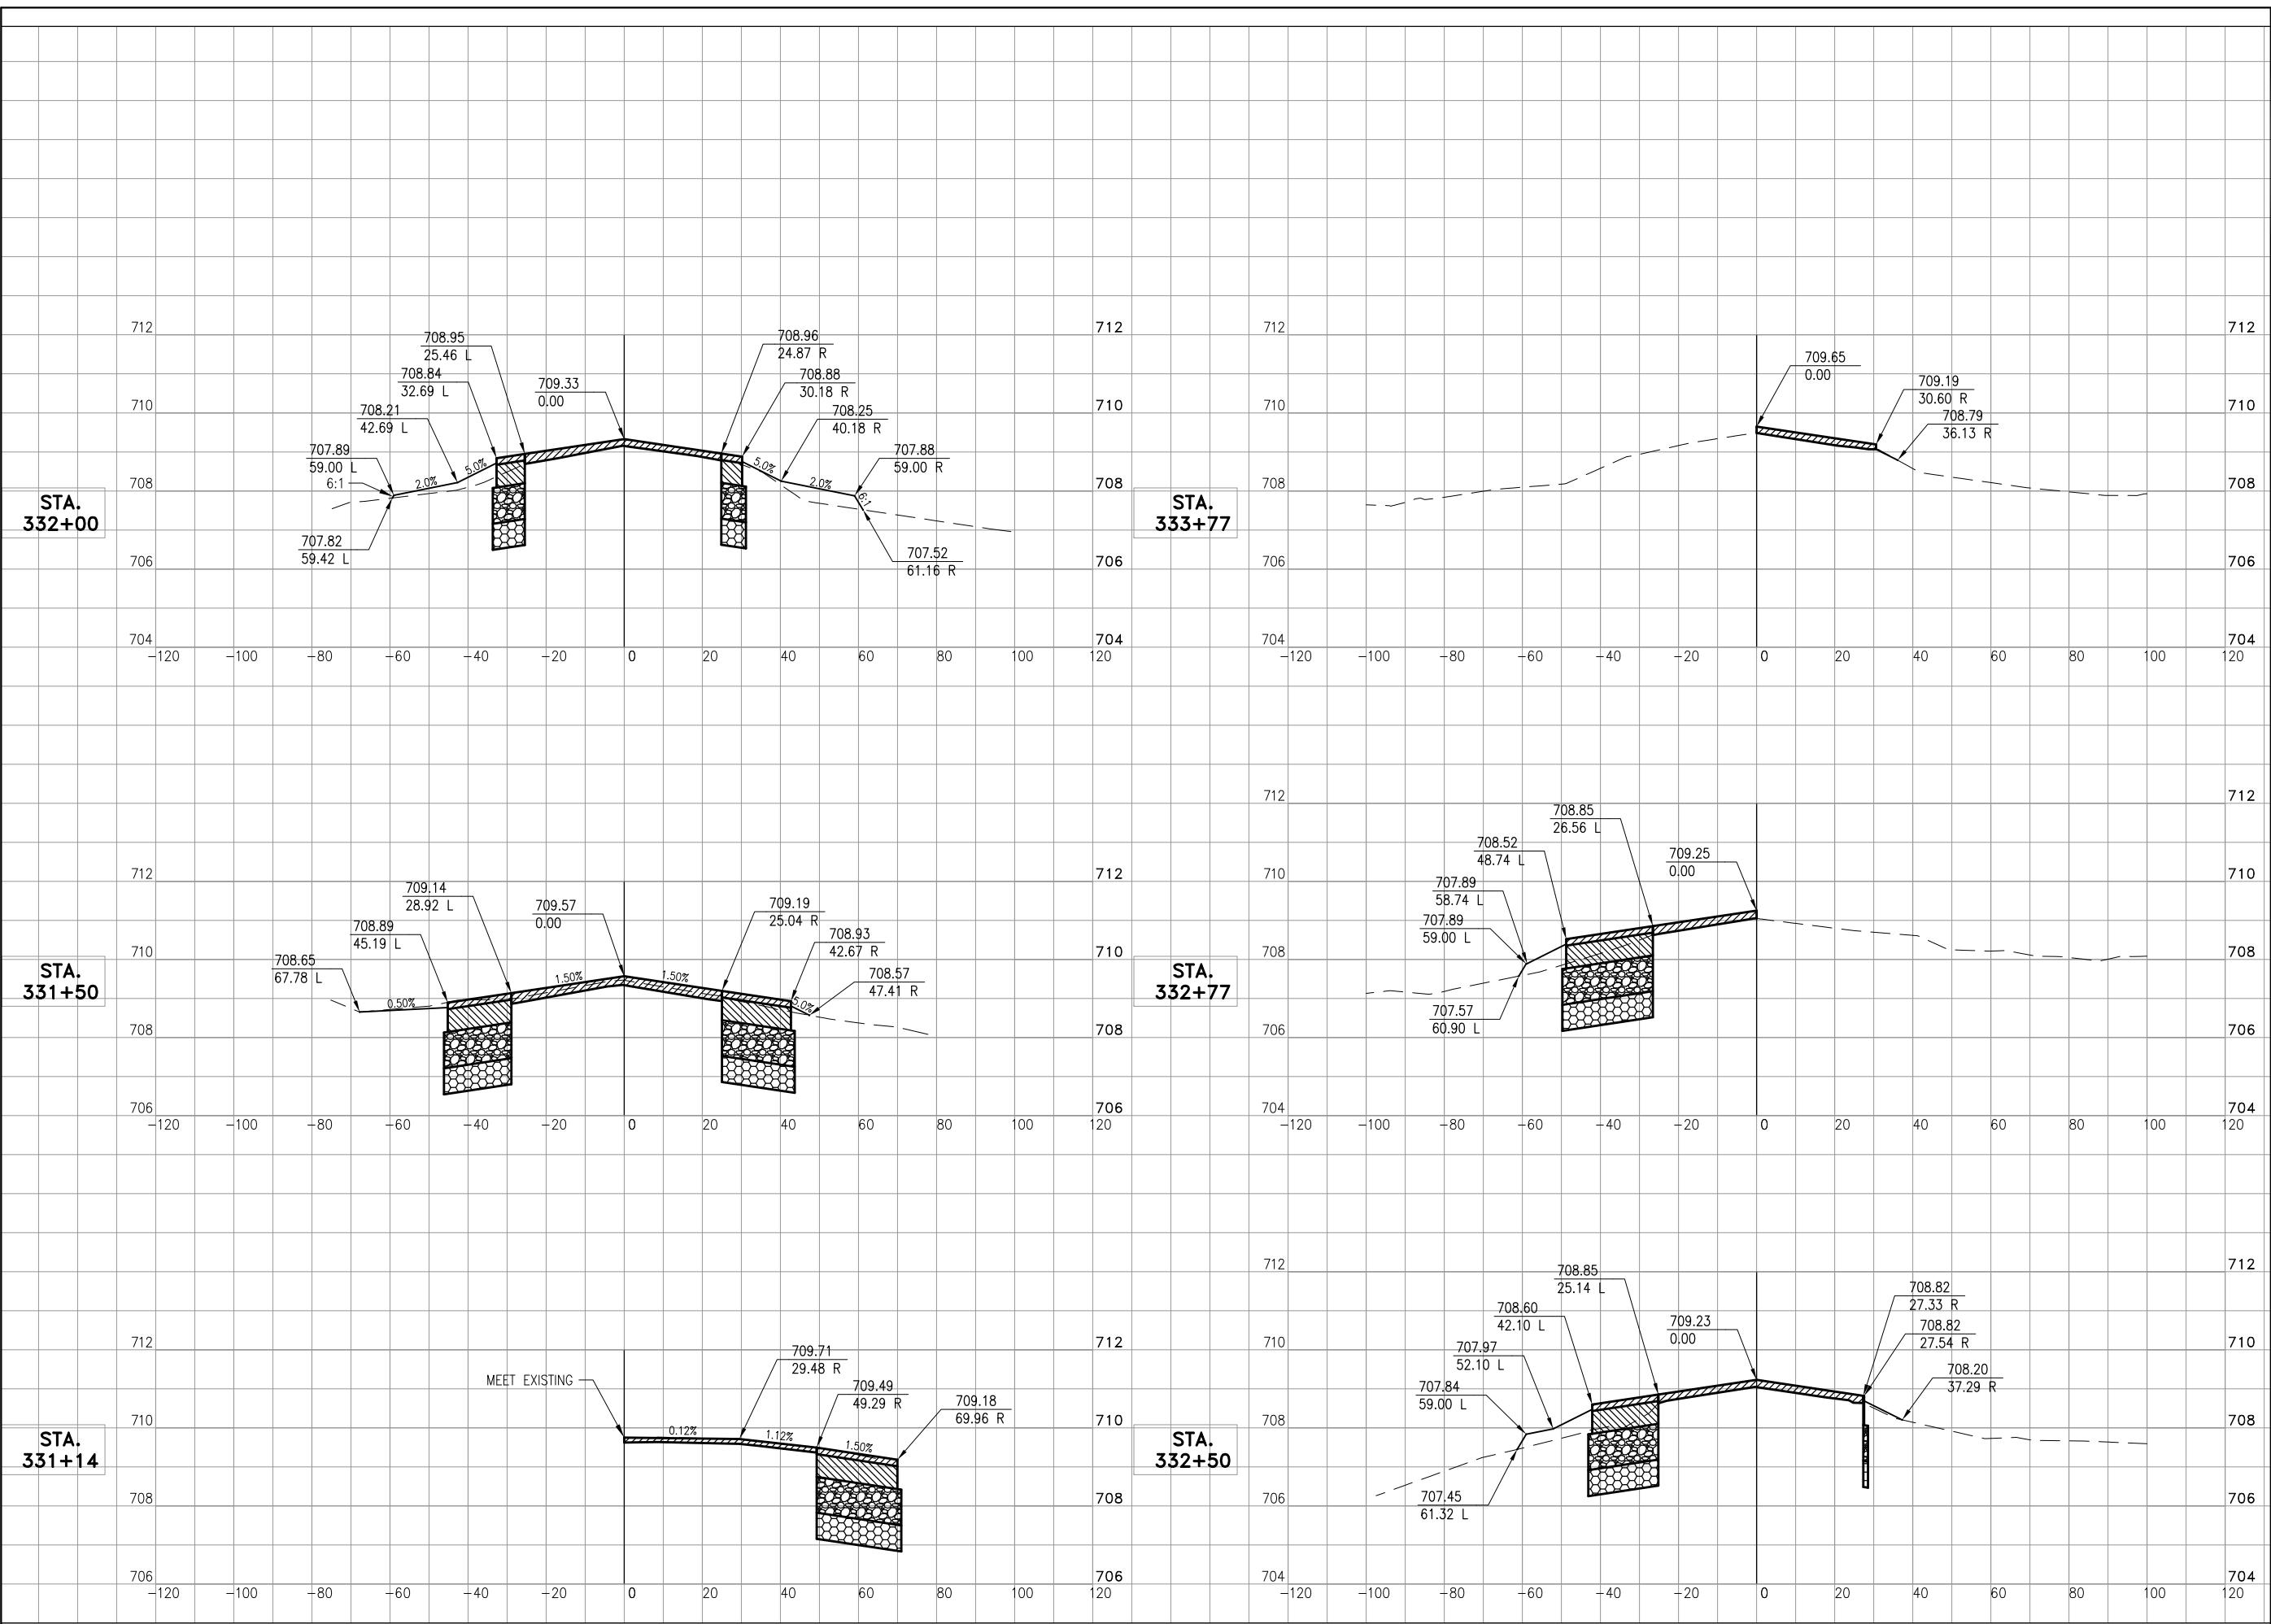 712
712
708.95
25.46 L
708.84
32.69 L
709.33
0.00
708.21
42.69 L
707.89
59.00 L
6:1
2.0%
5.0%
707.82
59.42 L
708.96
24.87 R
708.88
30.18 R
708.25
40.18 R
707.88
59.00 R
5.0%
2.0%
6:1
707.52
61.16 R
710
710
708
708
706
706
704
704
STA.
332+00
-120 -100 -80 -60 -40 -20 0 20 40 60 80 100 120
712
712
709.14
28.92 L
709.57
0.00
708.89
45.19 L
708.65
67.78 L
0.50%
1.50%
1.50%
709.19
25.04 R
708.93
42.67 R
708.57
47.41 R
5.0%
710
710
708
708
706
706
STA.
331+50
-120 -100 -80 -60 -40 -20 0 20 40 60 80 100 120
712
712
MEET EXISTING
709.71
29.48 R
709.49
49.29 R
709.18
69.96 R
0.12%
1.12%
1.50%
710
710
708
708
706
706
STA.
331+14
-120 -100 -80 -60 -40 -20 0 20 40 60 80 100 120
712
712
709.65
0.00
709.19
30.60 R
708.79
36.13 R
710
710
708
708
706
706
704
704
STA.
333+77
-120 -100 -80 -60 -40 -20 0 20 40 60 80 100 120
712
712
708.85
26.56 L
708.52
48.74 L
709.25
0.00
707.89
58.74 L
707.89
59.00 L
707.57
60.90 L
710
710
708
708
706
706
704
704
STA.
332+77
-120 -100 -80 -60 -40 -20 0 20 40 60 80 100 120
712
712
708.85
25.14 L
708.60
42.10 L
709.23
0.00
707.97
52.10 L
707.84
59.00 L
707.45
61.32 L
708.82
27.33 R
708.82
27.54 R
708.20
37.29 R
710
710
708
708
706
706
704
704
STA.
332+50
-120 -100 -80 -60 -40 -20 0 20 40 60 80 100 120